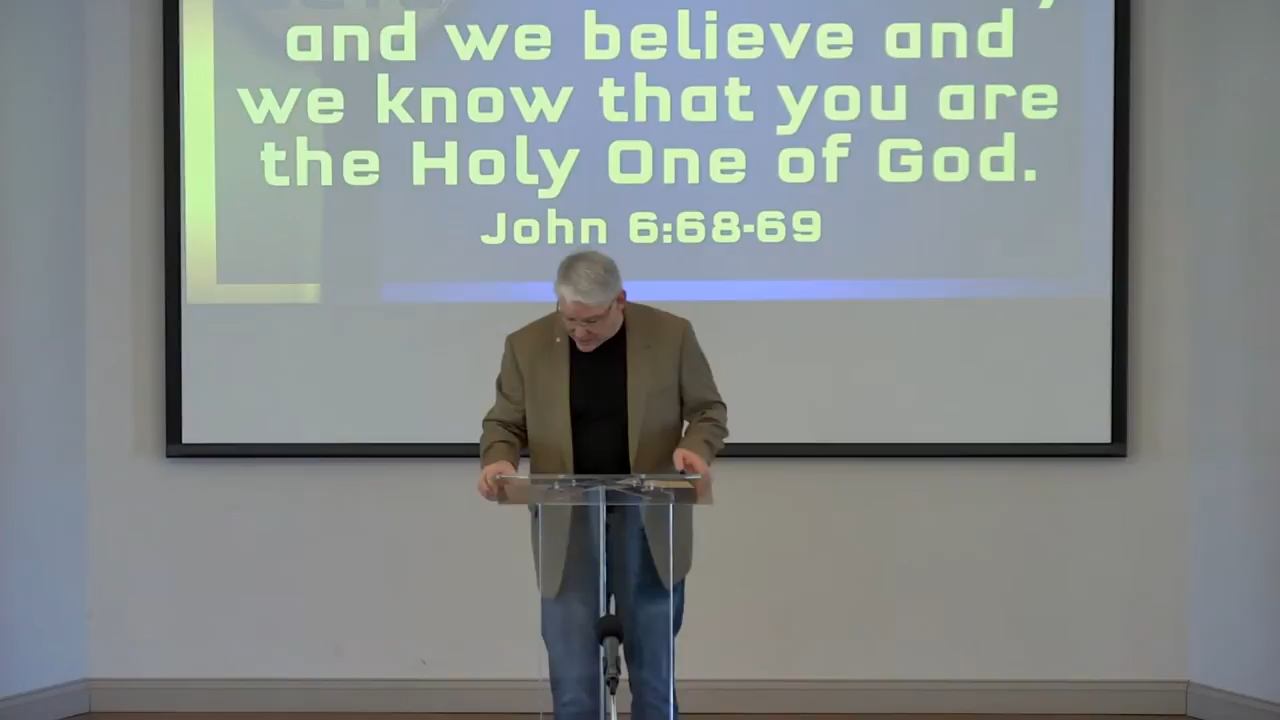 and we believe and
we know that you are
the Holy One of God.
John 6:68-69